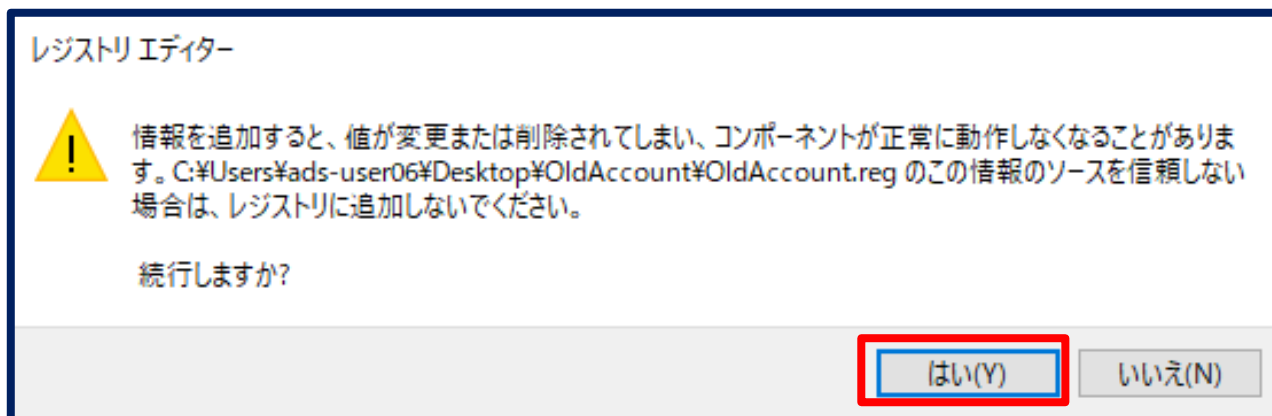 レジストリ エディター
情報を追加すると、値が変更または削除されてしまい、コンポーネントが正常に動作しなくなることがありま
す。C:¥Users¥ads-user06¥Desktop¥OldAccount¥OldAccount.reg のこの情報のソースを信頼しない
場合は、レジストリに追加しないでください。
続行しますか?
はい(Y) いいえ(N)